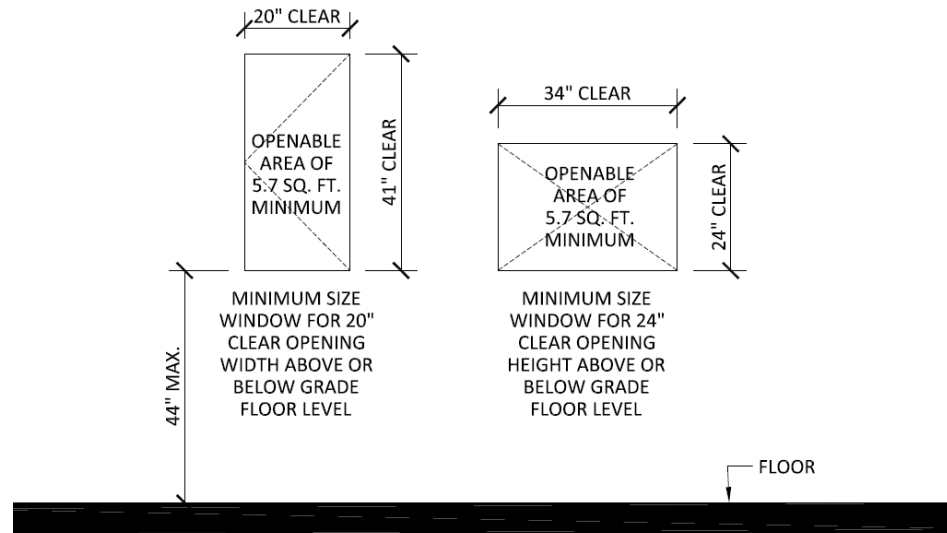 20" CLEAR
OPENABLE
AREA OF
5.7 SQ. FT.
MINIMUM
41" CLEAR
MINIMUM SIZE
WINDOW FOR 20"
CLEAR OPENING
WIDTH ABOVE OR
BELOW GRADE
FLOOR LEVEL
44" MAX.
34" CLEAR
OPENABLE
AREA OF
5.7 SQ. FT.
MINIMUM
24" CLEAR
MINIMUM SIZE
WINDOW FOR 24"
CLEAR OPENING
HEIGHT ABOVE OR
BELOW GRADE
FLOOR LEVEL
FLOOR